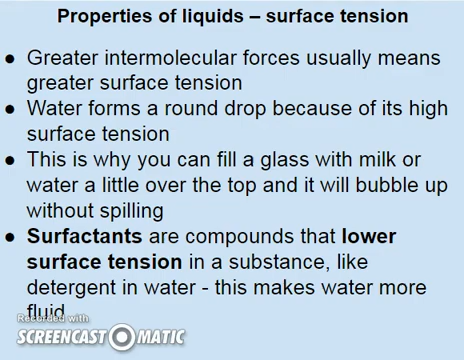 Properties of liquids – surface tension
● Greater intermolecular forces usually means
greater surface tension
● Water forms a round drop because of its high
surface tension
● This is why you can fill a glass with milk or
water a little over the top and it will bubble up
without spilling
● Surfactants are compounds that lower
surface tension in a substance, like
detergent in water - this makes water more
fluid
Recorded with
SCREENCAST-O-MATIC